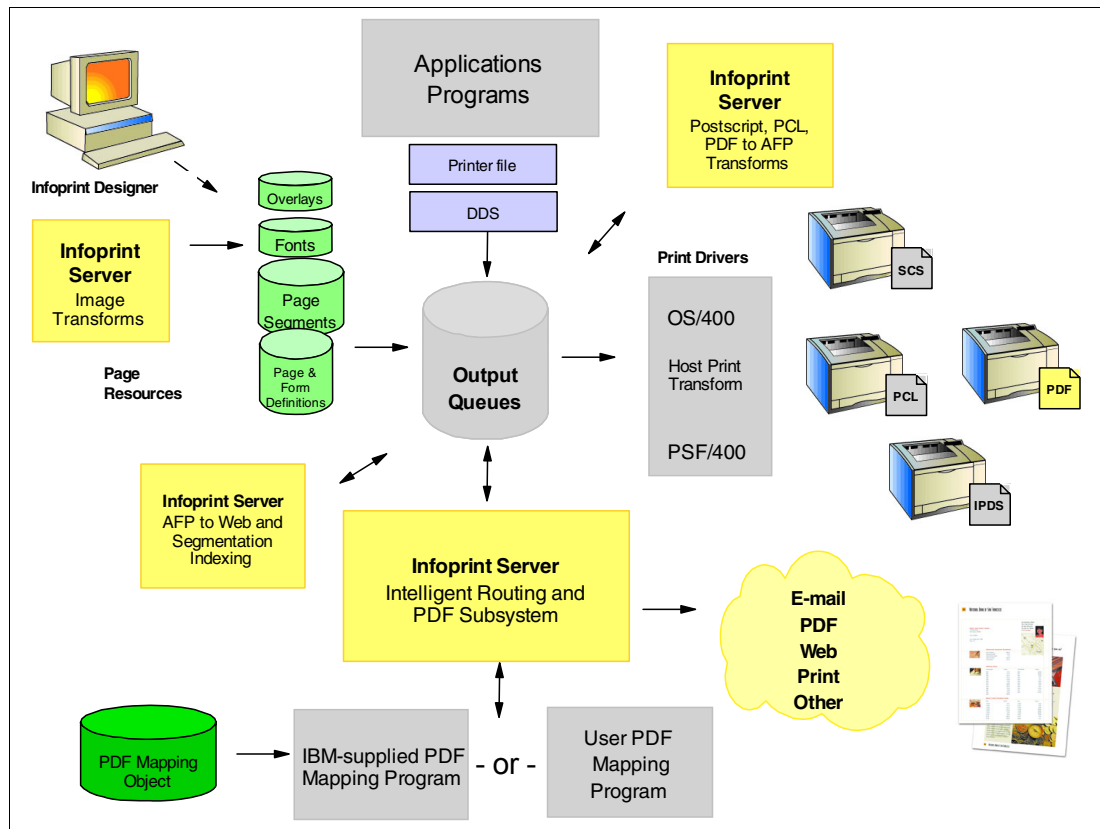 Applications
Programs
Infoprint
Server
Postscript, PCL,
PDF to AFP
Transforms
Printer file
DDS
Infoprint Designer
Overlays
Fonts
Page
Segments
Page &
Form
Definitions
Infoprint
Server
Image
Transforms
Page
Resources
Output
Queues
Print Drivers
OS/400
Host Print
Transform
PSF/400
SCS
PCL
PDF
IPDS
Infoprint Server
AFP to Web and
Segmentation
Indexing
Infoprint Server
Intelligent Routing and
PDF Subsystem
E-mail
PDF
Web
Print
Other
PDF Mapping
Object
IBM-supplied PDF
Mapping Program
- or -
User PDF
Mapping
Program